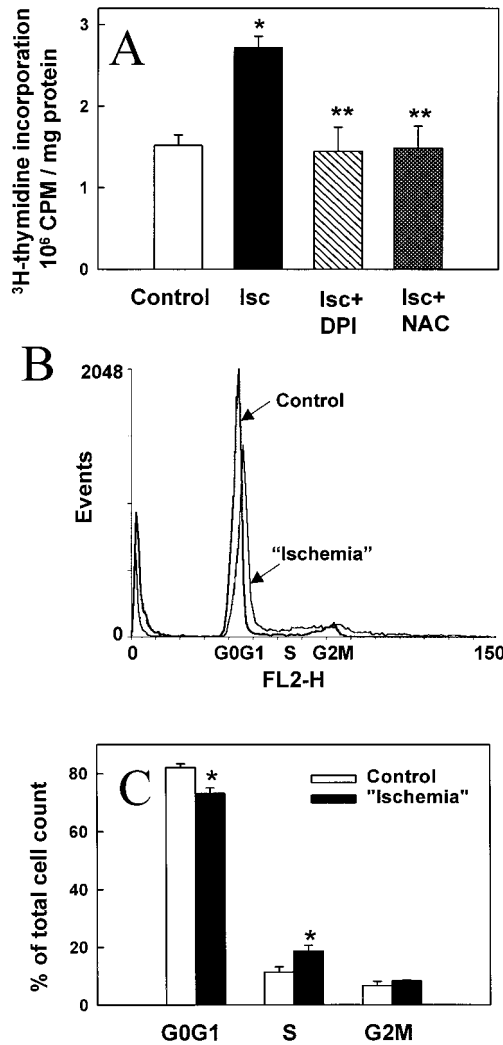 A
³H-thymidine incorporation
10⁶ CPM / mg protein
3
2
1
0
*
**
**
Control
Isc
Isc+
DPI
Isc+
NAC
B
2048
Events
0
Control
"Ischemia"
0
G0G1
S
G2M
150
FL2-H
C
% of total cell count
80
60
40
20
0
Control
"Ischemia"
*
*
G0G1
S
G2M